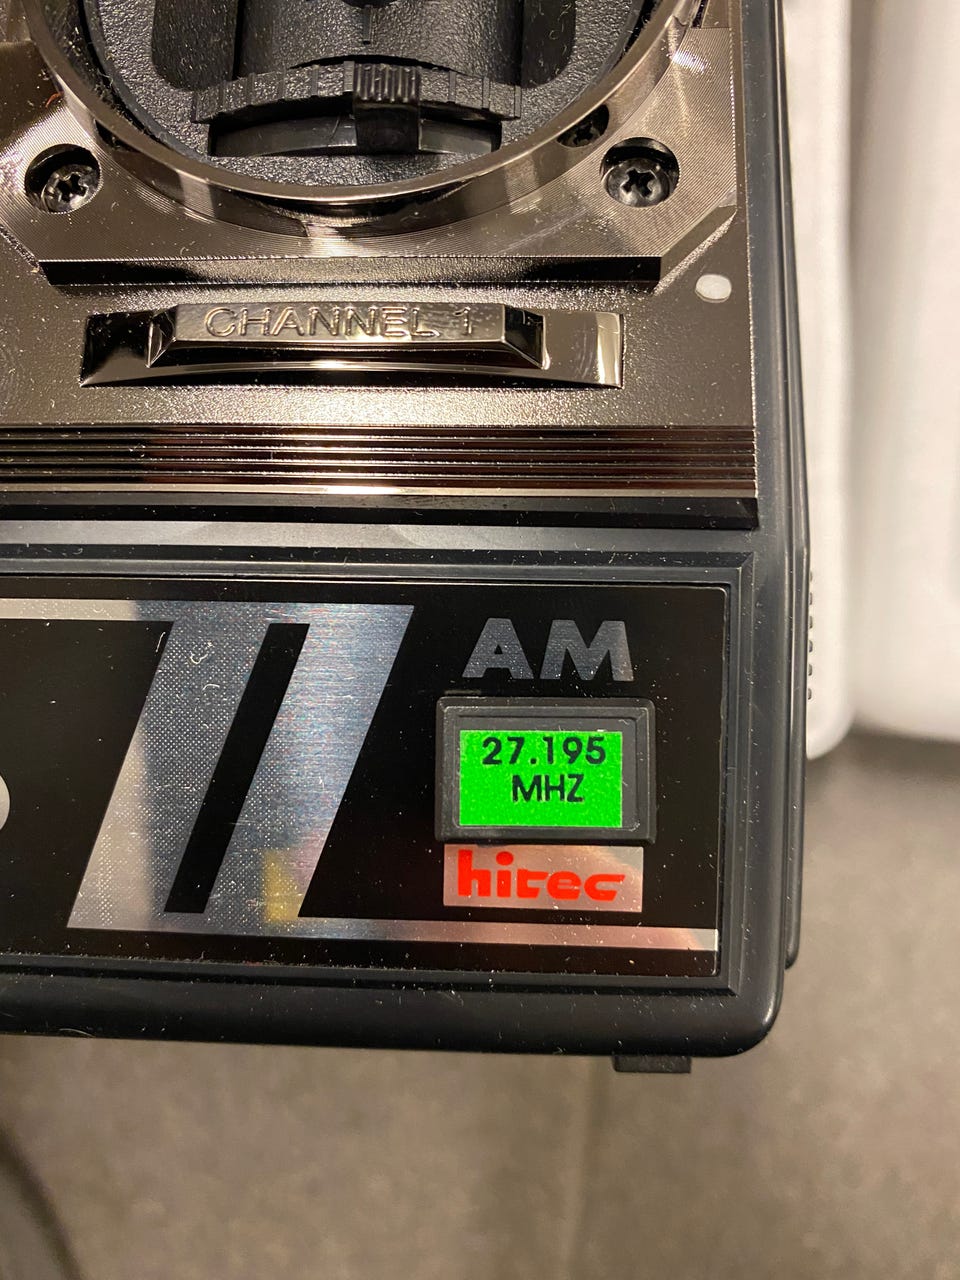 CHANNEL 1
AM
27.195
MHZ
hitec